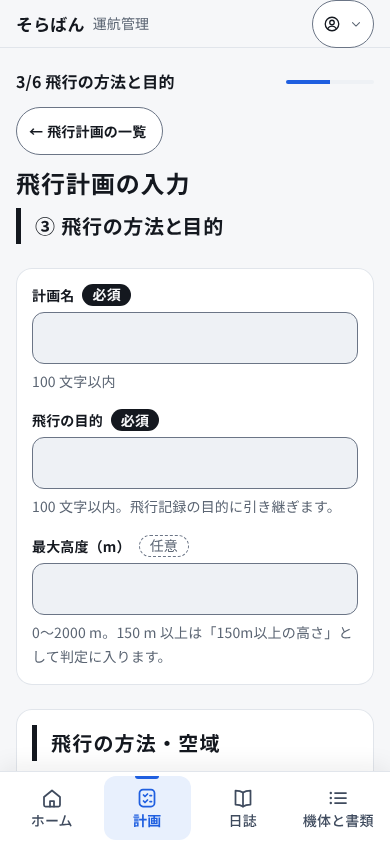 そらばん 運航管理
3/6 飛行の方法と目的
← 飛行計画の一覧
飛行計画の入力
③ 飛行の方法と目的
計画名 必須
100 文字以内
飛行の目的 必須
100 文字以内。飛行記録の目的に引き継ぎます。
最大高度（m） 任意
0〜2000 m。150 m 以上は「150m以上の高さ」と
して判定に入ります。
飛行の方法・空域
ホーム 計画 日誌 機体と書類